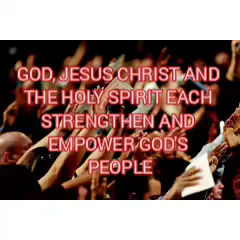 GOD, JESUS CHRIST AND
THE HOLY SPIRIT EACH
STRENGTHEN AND
EMPOWER GOD'S
PEOPLE